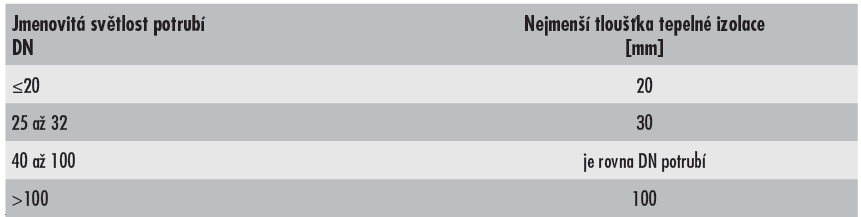 Jmenovitá světlost potrubí Nejmenší tloušťka tepelné izolace
DN [mm]
≤20 20
25 až 32 30
40 až 100 je rovna DN potrubí
>100 100